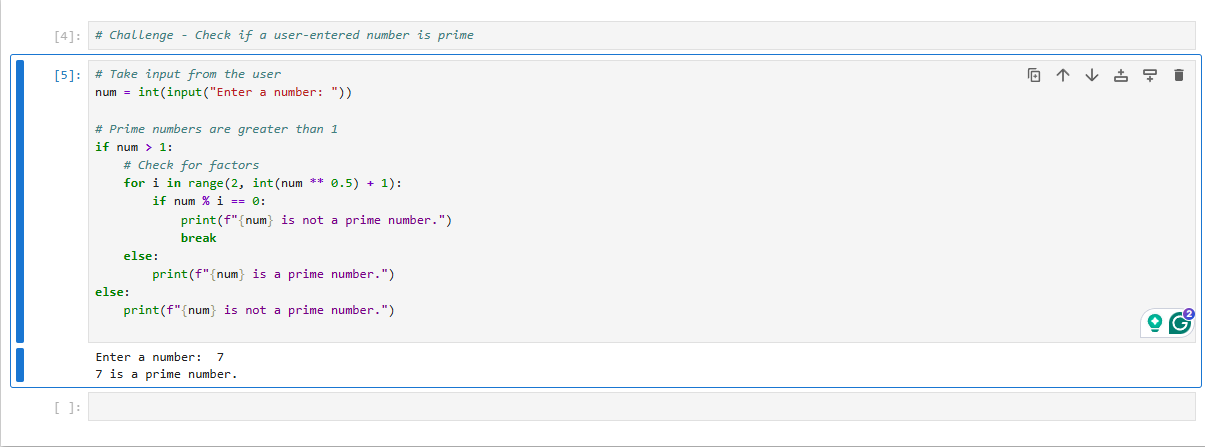 [4]: # Challenge - Check if a user-entered number is prime
[5]: # Take input from the user
num = int(input("Enter a number: "))

# Prime numbers are greater than 1
if num > 1:
    # Check for factors
    for i in range(2, int(num ** 0.5) + 1):
        if num % i == 0:
            print(f"{num} is not a prime number.")
            break
    else:
        print(f"{num} is a prime number.")
else:
    print(f"{num} is not a prime number.")
2
Enter a number:  7
7 is a prime number.
[ ]: